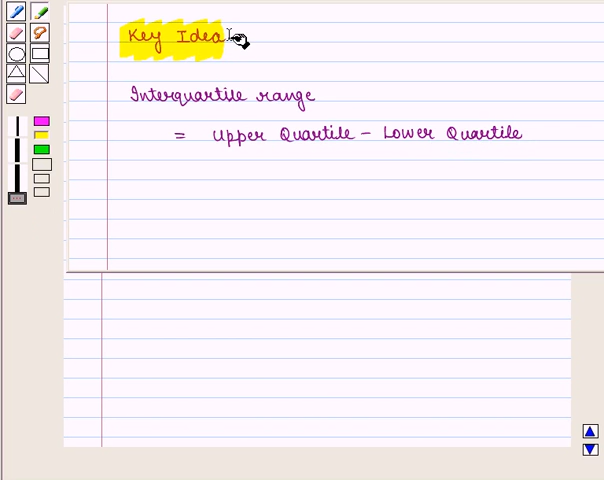 Key Idea
Interquartile range
= Upper Quartile - Lower Quartile